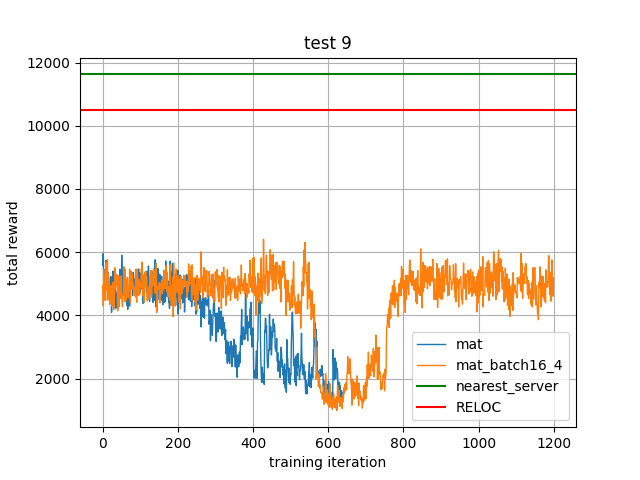 test 9
total reward
12000
10000
8000
6000
4000
2000
0
200
400
600
800
1000
1200
training iteration
mat
mat_batch16_4
nearest_server
RELOC